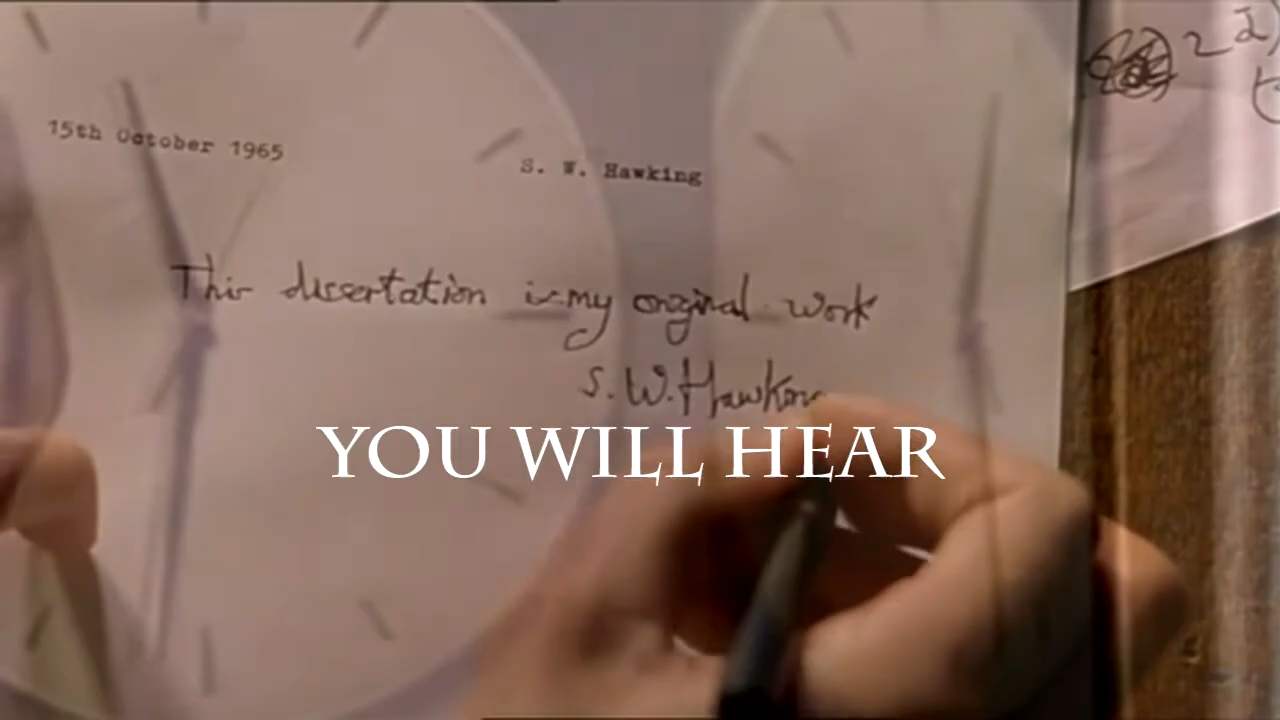 15th October 1965
S. W. Hawking
This dissertation is my original work
S. W. Hawking
YOU WILL HEAR